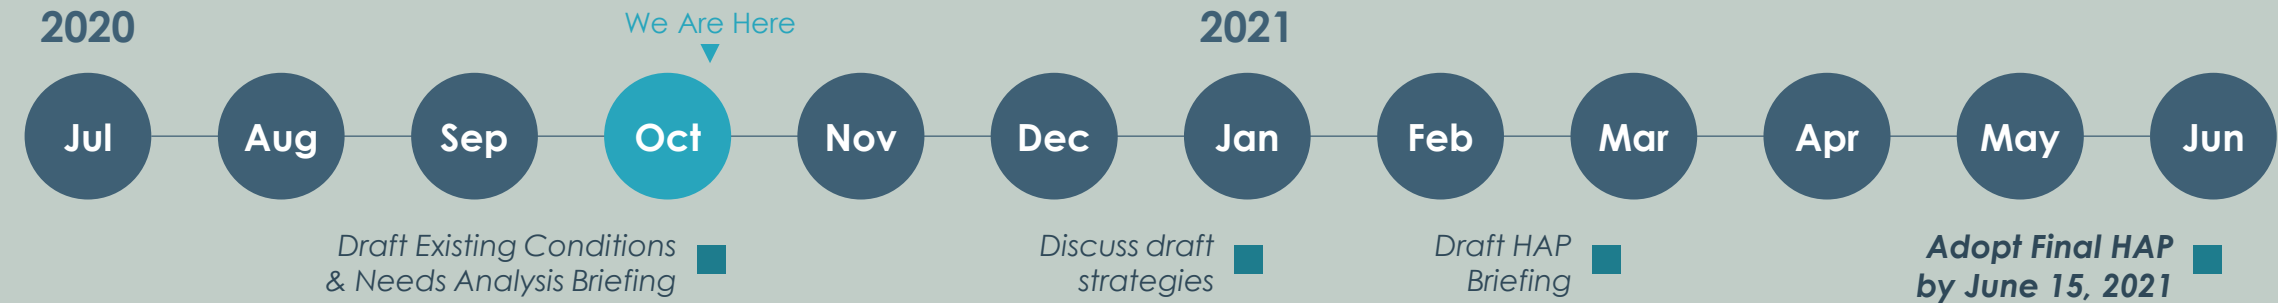 2020
We Are Here
2021
Jul
Aug
Sep
Oct
Nov
Dec
Jan
Feb
Mar
Apr
May
Jun
Draft Existing Conditions
& Needs Analysis Briefing
Discuss draft
strategies
Draft HAP
Briefing
Adopt Final HAP
by June 15, 2021